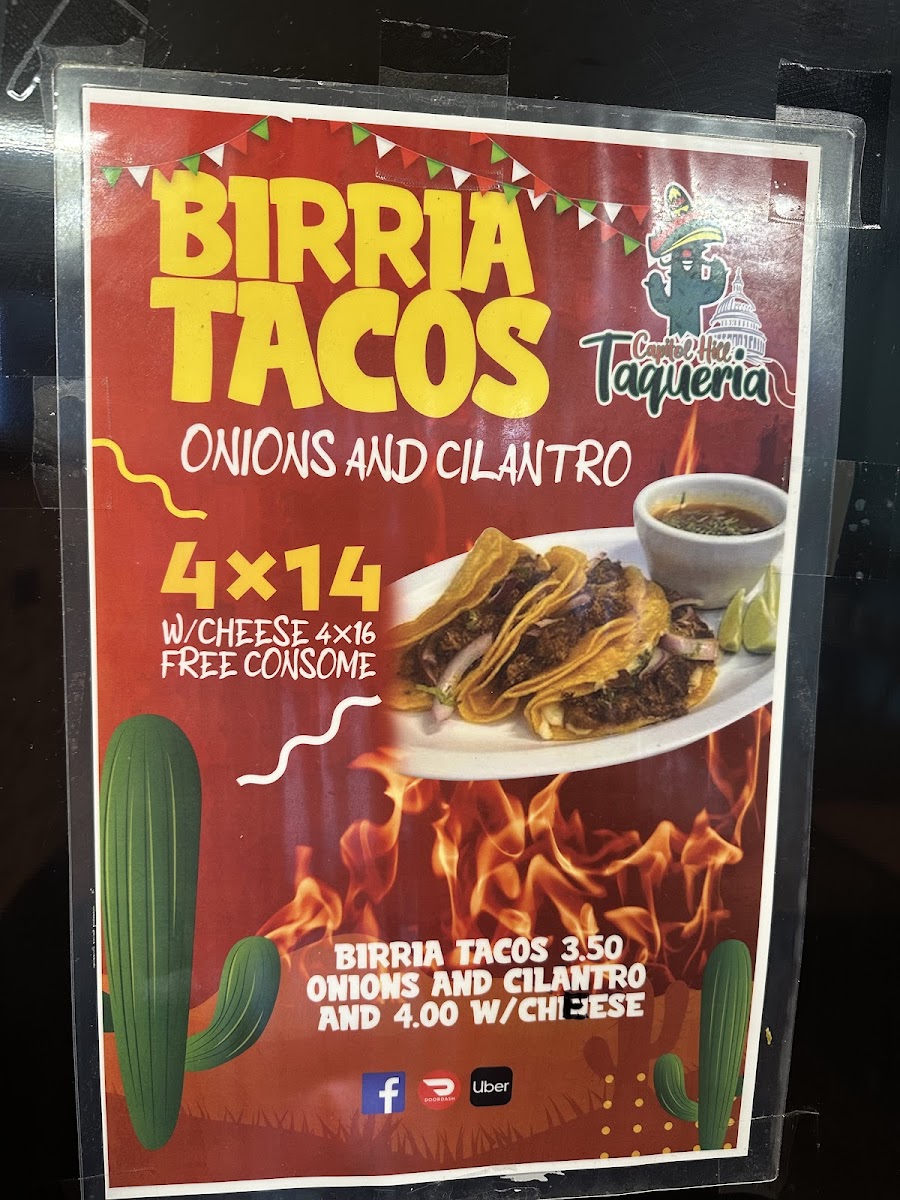 BIRRIA
TACOS
Capitol Hill
Taqueria
ONIONS AND CILANTRO
4×14
W/CHEESE 4×16
FREE CONSOME
BIRRIA TACOS 3.50
ONIONS AND CILANTRO
AND 4.00 W/CHEESE
f
DOORDASH
Uber